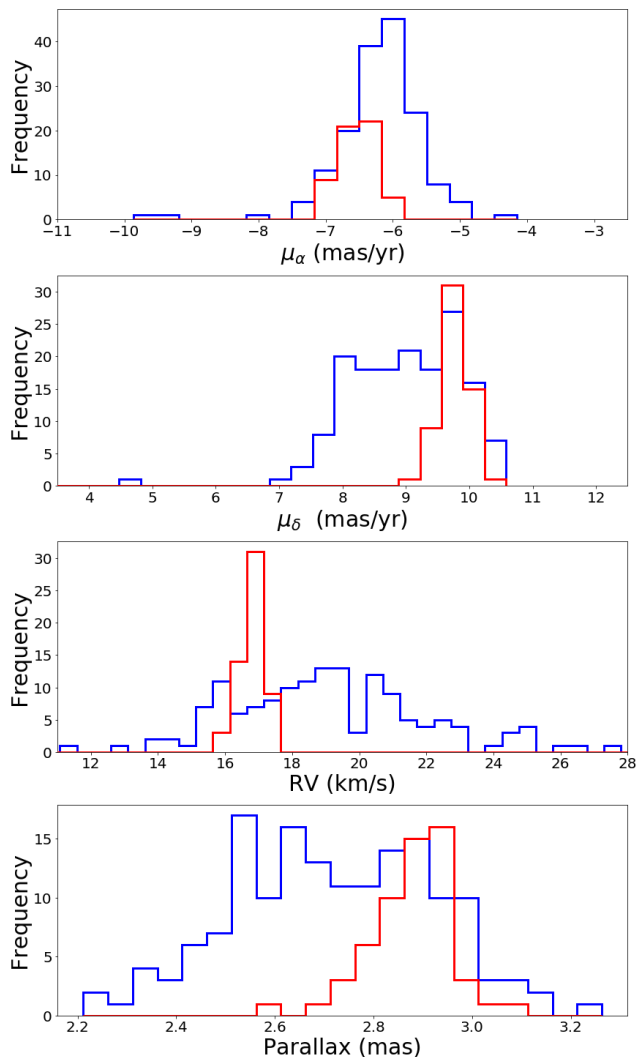 Frequency
40
30
20
10
0
−11 −10 −9 −8 −7 −6 −5 −4 −3
μα (mas/yr)
Frequency
30
25
20
15
10
5
0
4 5 6 7 8 9 10 11 12
μδ (mas/yr)
Frequency
30
25
20
15
10
5
0
12 14 16 18 20 22 24 26 28
RV (km/s)
Frequency
15
10
5
0
2.2 2.4 2.6 2.8 3.0 3.2
Parallax (mas)